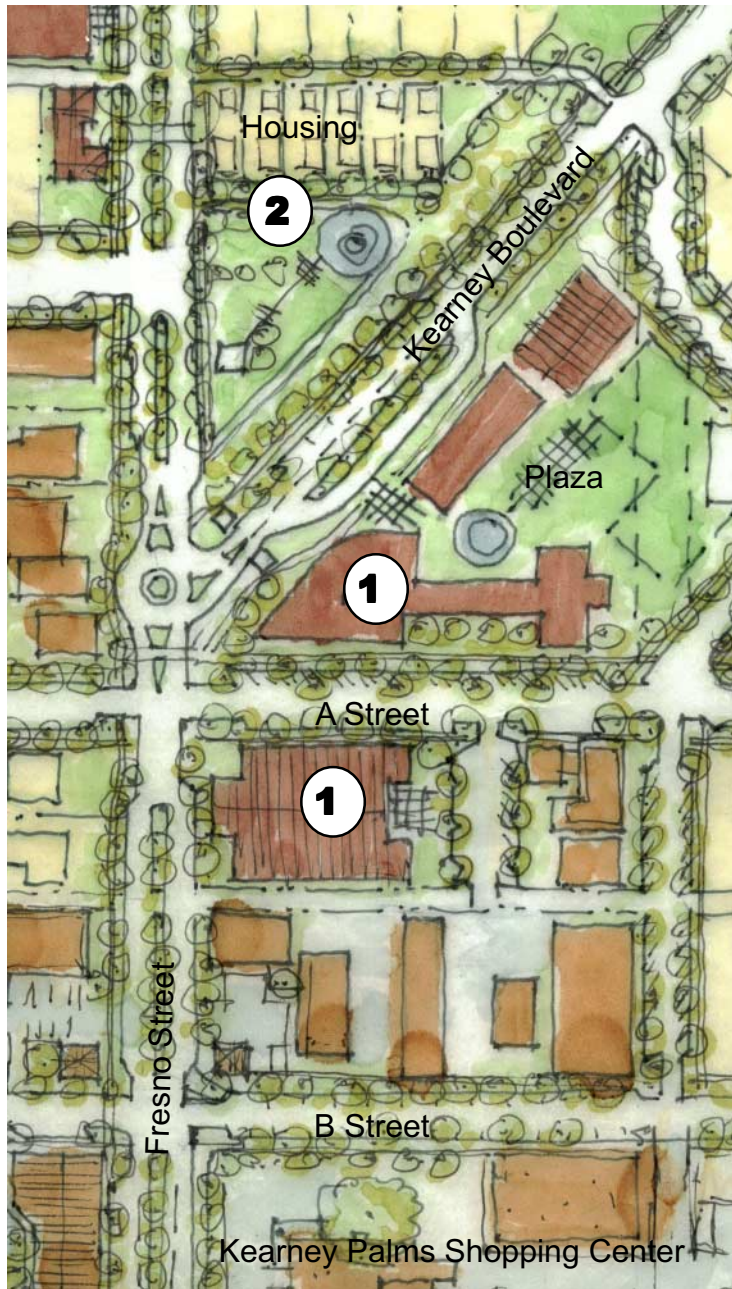 Housing
2
Kearney Boulevard
Plaza
1
A Street
1
Fresno Street
B Street
Kearney Palms Shopping Center